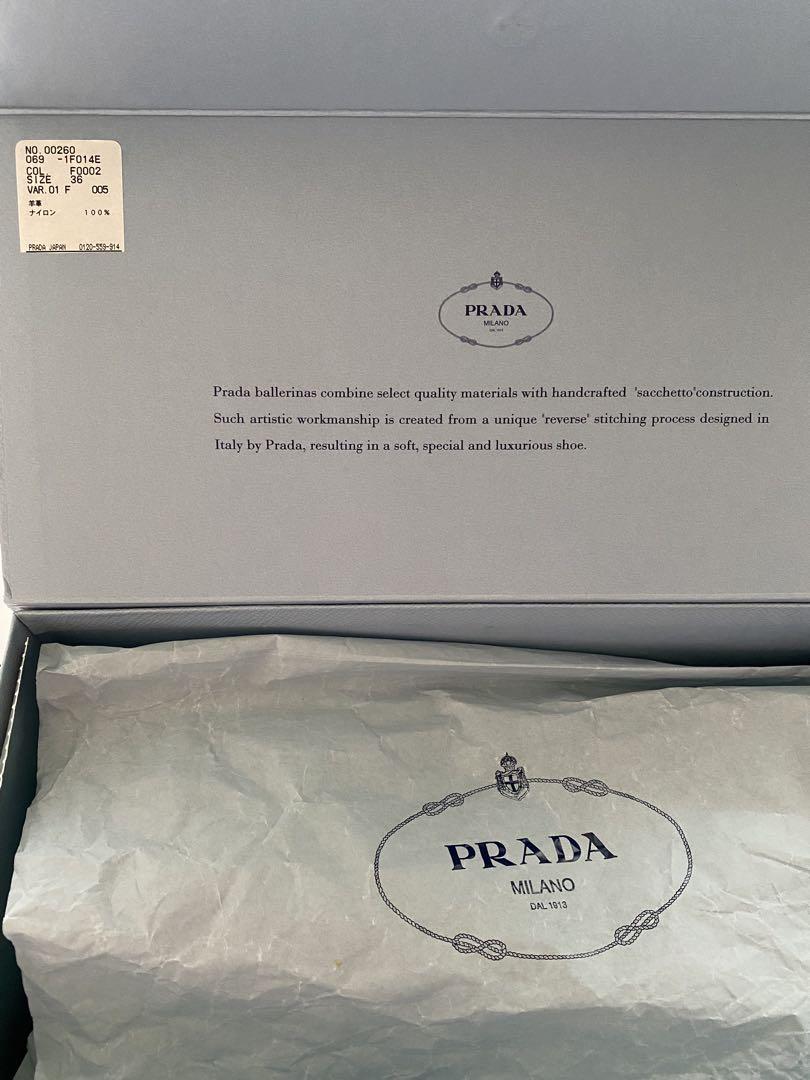 NO.00260
069 -1F014E
COL. F0002
SIZE 36
VAR.01 F 005
羊革
ナイロン 100%
PRADA JAPAN 0120-559-914
PRADA
MILANO
DAL 1913
Prada ballerinas combine select quality materials with handcrafted 'sacchetto'construction.
Such artistic workmanship is created from a unique 'reverse' stitching process designed in
Italy by Prada, resulting in a soft, special and luxurious shoe.
PRADA
MILANO
DAL 1913